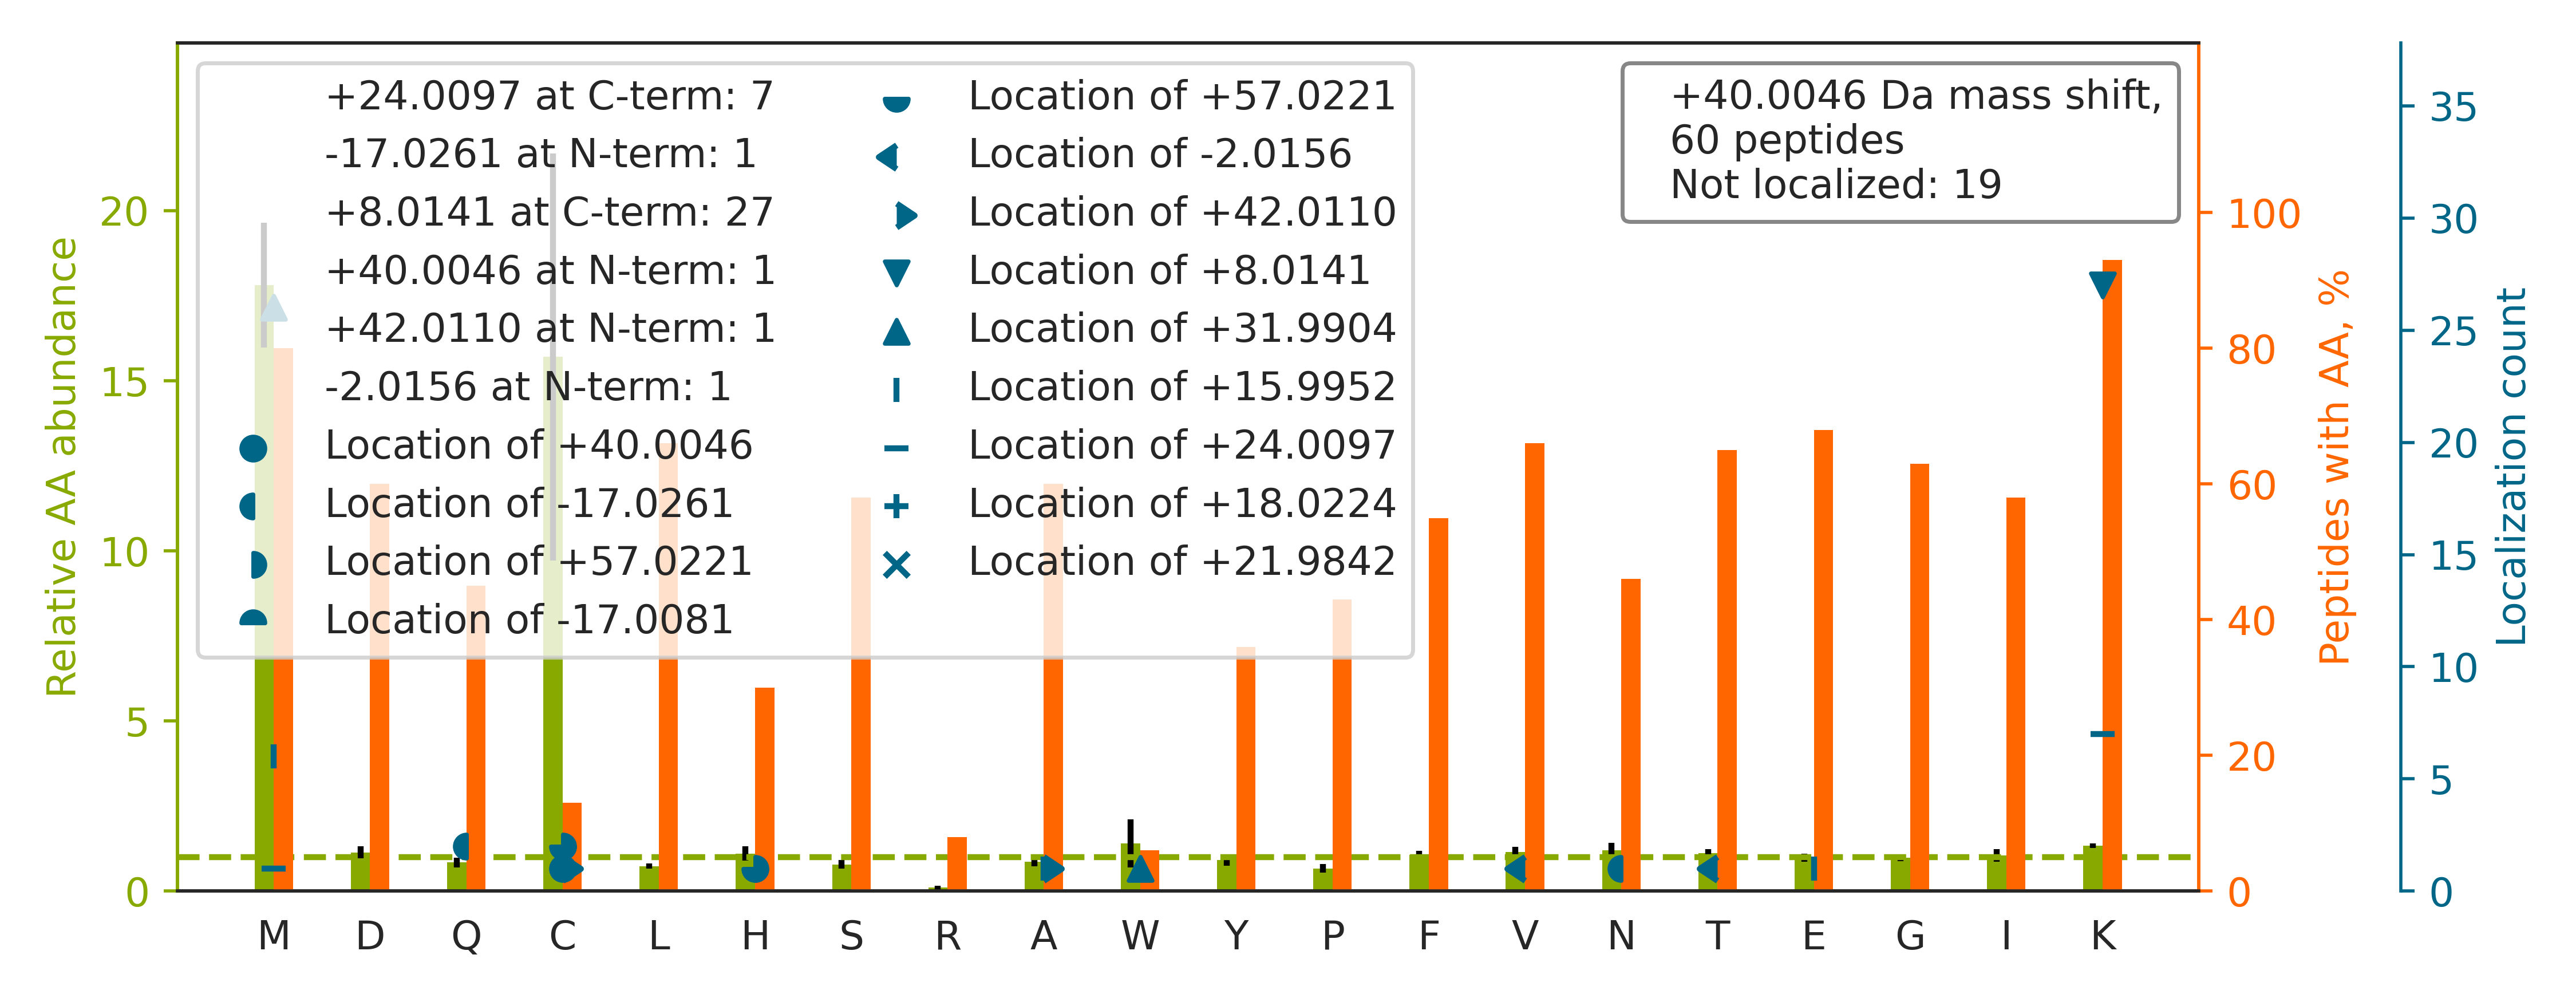 +24.0097 at C-term: 7
-17.0261 at N-term: 1
+8.0141 at C-term: 27
+40.0046 at N-term: 1
+42.0110 at N-term: 1
-2.0156 at N-term: 1
Location of +40.0046
Location of -17.0261
Location of +57.0221
Location of -17.0081
Location of +57.0221
Location of -2.0156
Location of +42.0110
Location of +8.0141
Location of +31.9904
Location of +15.9952
Location of +24.0097
Location of +18.0224
Location of +21.9842
+40.0046 Da mass shift,
60 peptides
Not localized: 19
Relative AA abundance
20
15
10
5
0
100
80
60
40
20
0
Peptides with AA, %
35
30
25
20
15
10
5
0
Localization count
M D Q C L H S R A W Y P F V N T E G I K